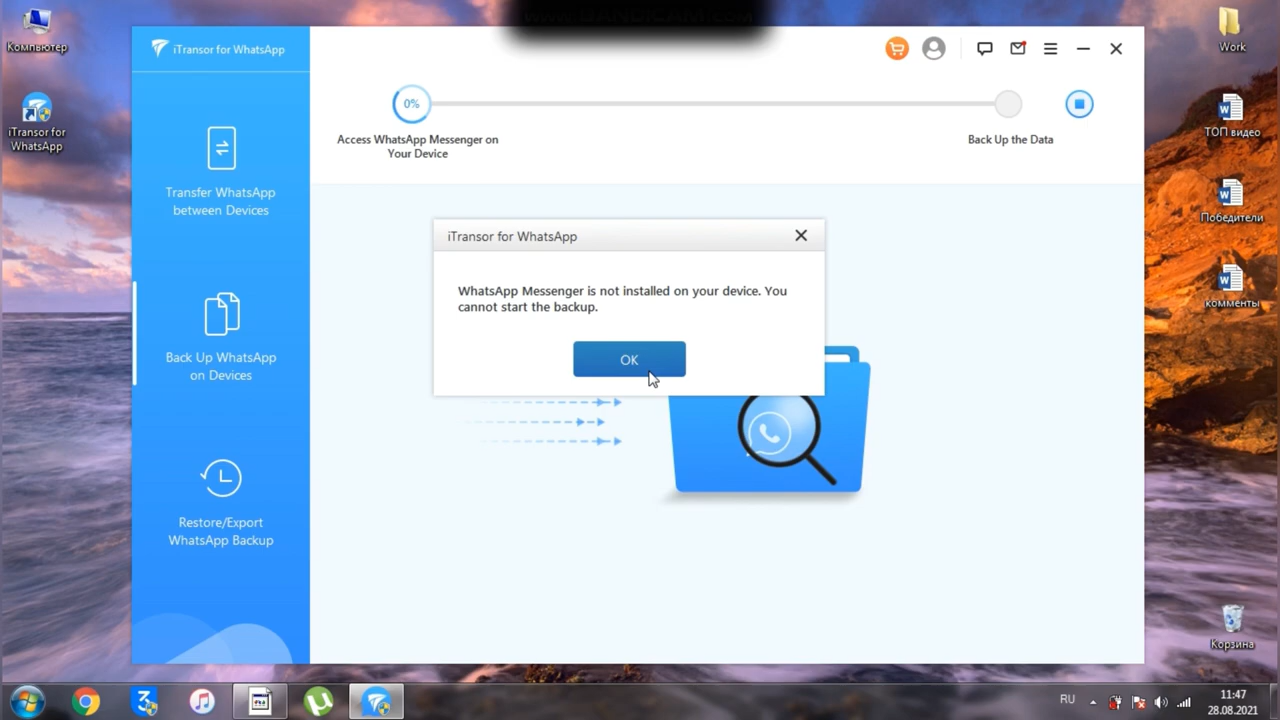 Компьютер
iTransor for
WhatsApp
iTransor for WhatsApp
Transfer WhatsApp
between Devices
Back Up WhatsApp
on Devices
Restore/Export
WhatsApp Backup
0%
Access WhatsApp Messenger on
Your Device
Back Up the Data
iTransor for WhatsApp
WhatsApp Messenger is not installed on your device. You
cannot start the backup.
OK
Work
ТОП видео
Победители
комменты
Корзина
RU
11:47
28.08.2021